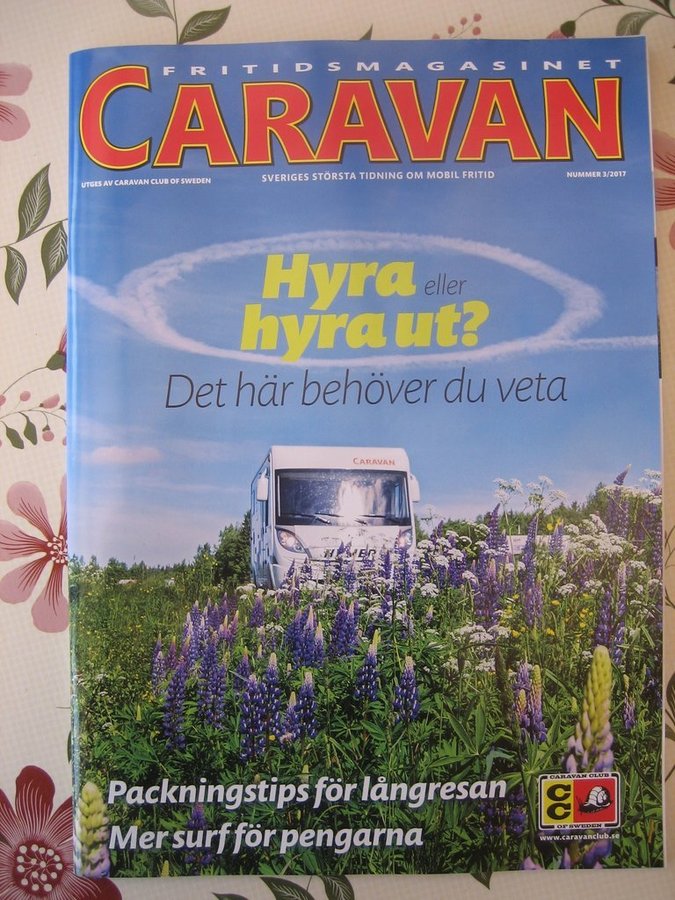 FRITIDSMAGASINET
CARAVAN
UTGES AV CARAVAN CLUB OF SWEDEN
SVERIGES STÖRSTA TIDNING OM MOBIL FRITID
NUMMER 3/2017
Hyra eller
hyra ut?
Det här behöver du veta
CARAVAN
HYMER
Packningstips för långresan
Mer surf för pengarna
CARAVAN CLUB
CC
OF SWEDEN
www.caravanclub.se